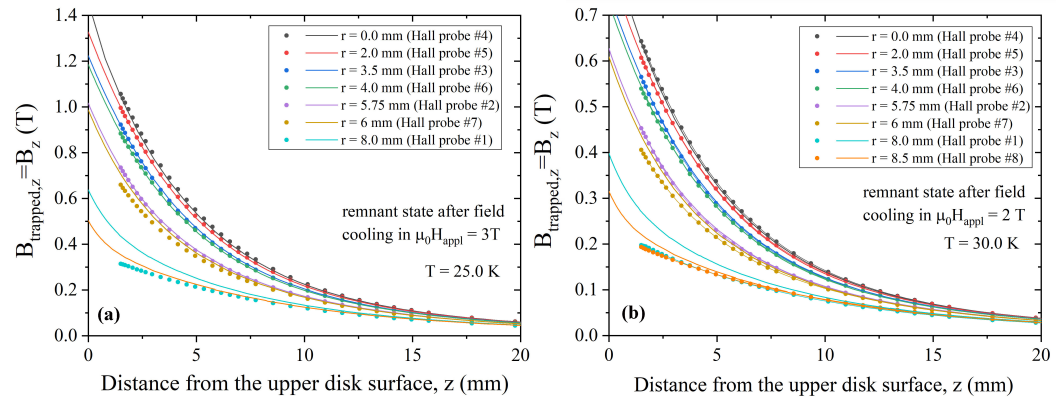 1.4
1.2
1.0
0.8
0.6
0.4
0.2
0.0
B_trapped,z=B_z (T)
r = 0.0 mm (Hall probe #4)
r = 2.0 mm (Hall probe #5)
r = 3.5 mm (Hall probe #3)
r = 4.0 mm (Hall probe #6)
r = 5.75 mm (Hall probe #2)
r = 6 mm (Hall probe #7)
r = 8.0 mm (Hall probe #1)
remnant state after field
cooling in μ₀H_appl = 3T
T = 25.0 K
(a)
0 5 10 15 20
Distance from the upper disk surface, z (mm)
0.7
0.6
0.5
0.4
0.3
0.2
0.1
0.0
B_trapped,z=B_z (T)
r = 0.0 mm (Hall probe #4)
r = 2.0 mm (Hall probe #5)
r = 3.5 mm (Hall probe #3)
r = 4.0 mm (Hall probe #6)
r = 5.75 mm (Hall probe #2)
r = 6 mm (Hall probe #7)
r = 8.0 mm (Hall probe #1)
r = 8.5 mm (Hall probe #8)
remnant state after field
cooling in μ₀H_appl = 2 T
T = 30.0 K
(b)
0 5 10 15 20
Distance from the upper disk surface, z (mm)